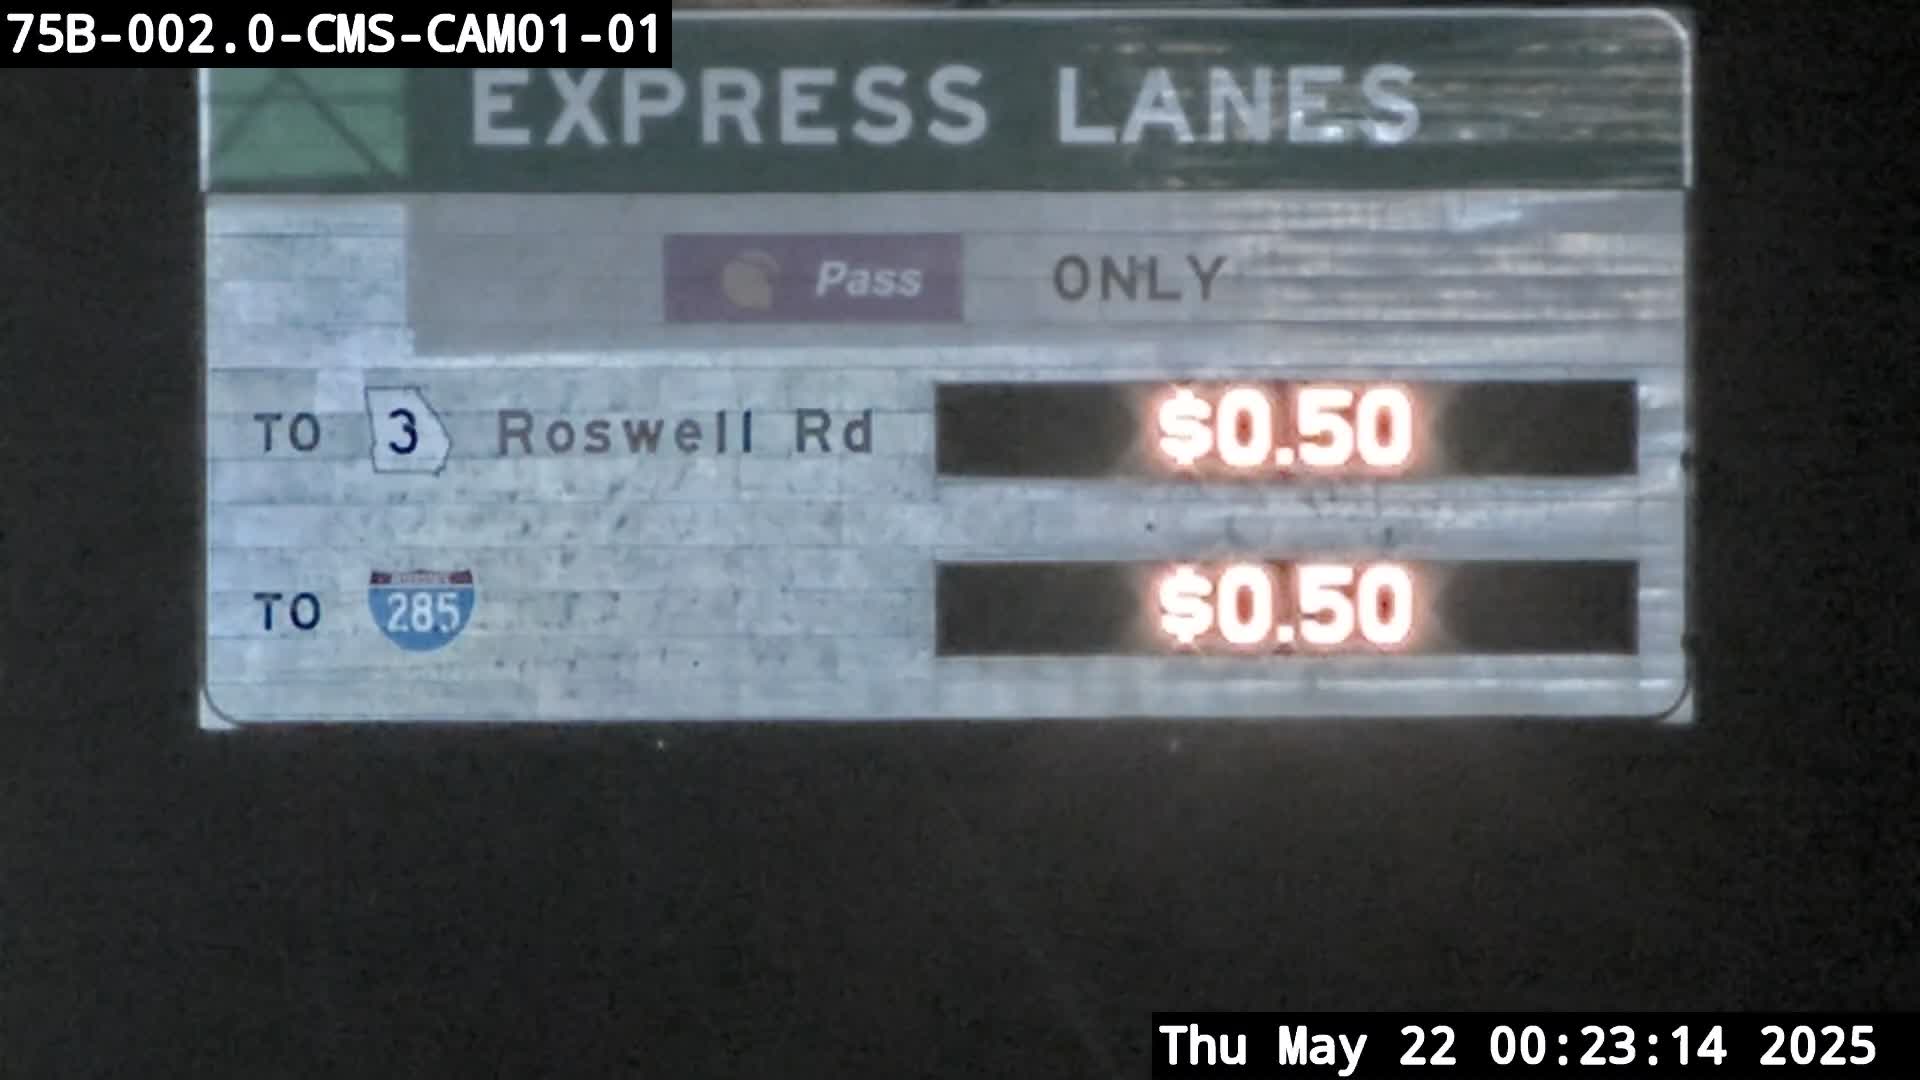 75B-002.0-CMS-CAM01-01
EXPRESS LANES
Pass ONLY
TO 3 Roswell Rd $0.50
TO 285 $0.50
Thu May 22 00:23:14 2025